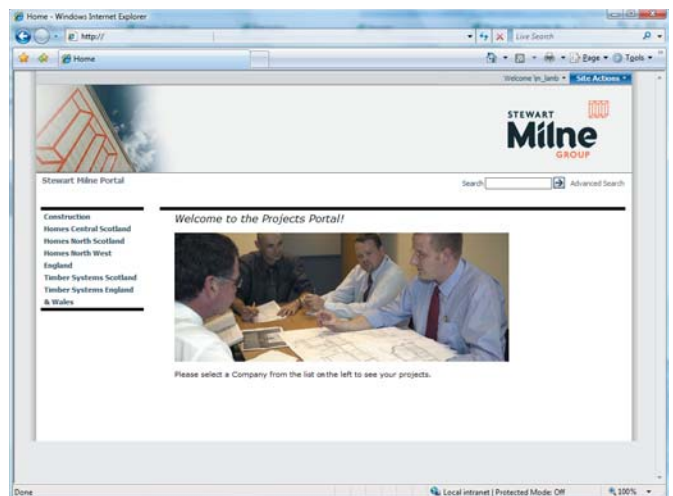 Home - Windows Internet Explorer
http://
Live Search
Home
Page
Tools
Welcome \n_lamb
Site Actions
STEWART
Milne
GROUP
Stewart Milne Portal
Search
Advanced Search
Construction
Homes Central Scotland
Homes North Scotland
Homes North West
England
Timber Systems Scotland
Timber Systems England
& Wales
Welcome to the Projects Portal!
Please select a Company from the list on the left to see your projects.
Done
Local intranet | Protected Mode: Off
100%